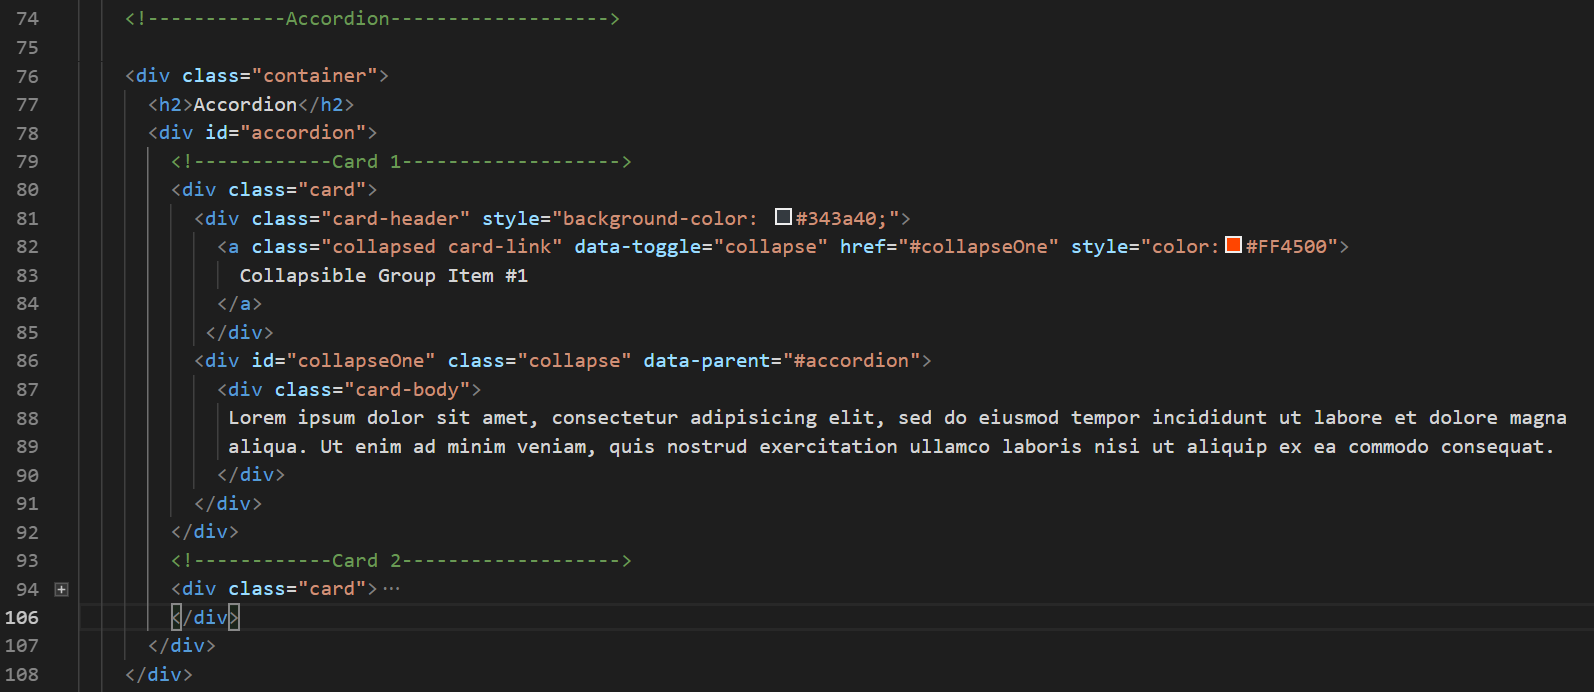 74 <!------------Accordion------------------->
75
76 <div class="container">
77 <h2>Accordion</h2>
78 <div id="accordion">
79 <!------------Card 1------------------->
80 <div class="card">
81 <div class="card-header" style="background-color: #343a40;">
82 <a class="collapsed card-link" data-toggle="collapse" href="#collapseOne" style="color:#FF4500">
83 Collapsible Group Item #1
84 </a>
85 </div>
86 <div id="collapseOne" class="collapse" data-parent="#accordion">
87 <div class="card-body">
88 Lorem ipsum dolor sit amet, consectetur adipisicing elit, sed do eiusmod tempor incididunt ut labore et dolore magna
89 aliqua. Ut enim ad minim veniam, quis nostrud exercitation ullamco laboris nisi ut aliquip ex ea commodo consequat.
90 </div>
91 </div>
92 </div>
93 <!------------Card 2------------------->
94 <div class="card">···
106 </div>
107 </div>
108 </div>